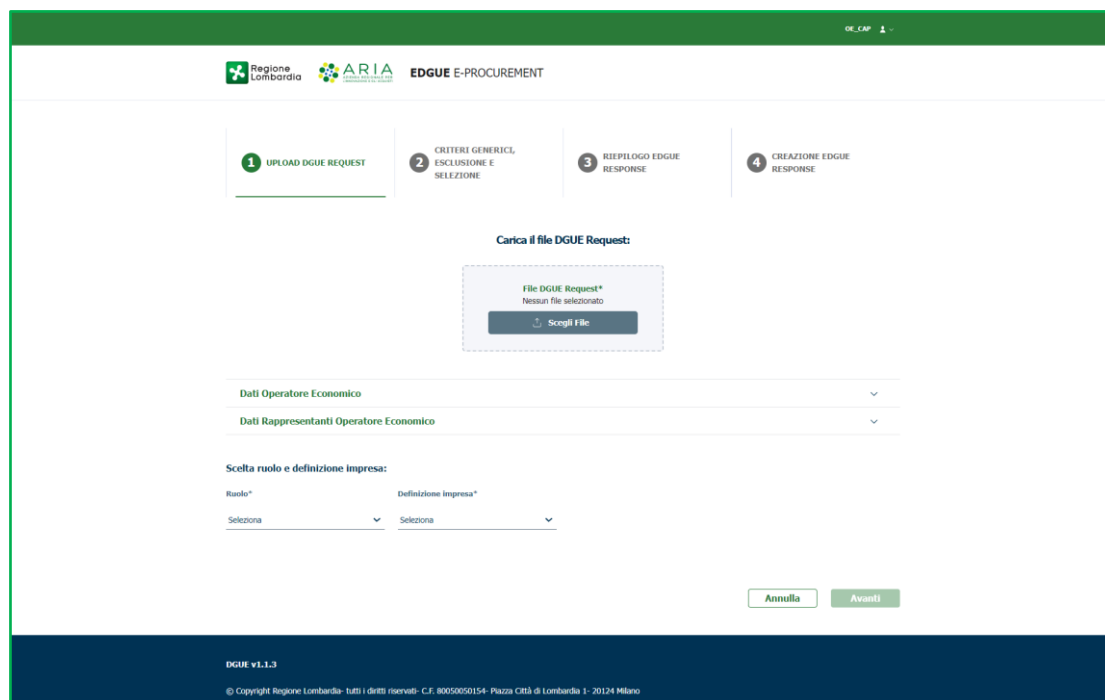 OE_CAP
Regione
Lombardia
ARIA
EDGUE E-PROCUREMENT
1 UPLOAD DGUE REQUEST
2 CRITERI GENERICI,
ESCLUSIONE E
SELEZIONE
3 RIEPILOGO EDGUE
RESPONSE
4 CREAZIONE EDGUE
RESPONSE
Carica il file DGUE Request:
File DGUE Request*
Nessun file selezionato
Scegli File
Dati Operatore Economico
Dati Rappresentanti Operatore Economico
Scelta ruolo e definizione impresa:
Ruolo* Definizione impresa*
Seleziona Seleziona
Annulla Avanti
DGUE v1.1.3
© Copyright Regione Lombardia- tutti i diritti riservati- C.F. 80050050154- Piazza Città di Lombardia 1- 20124 Milano